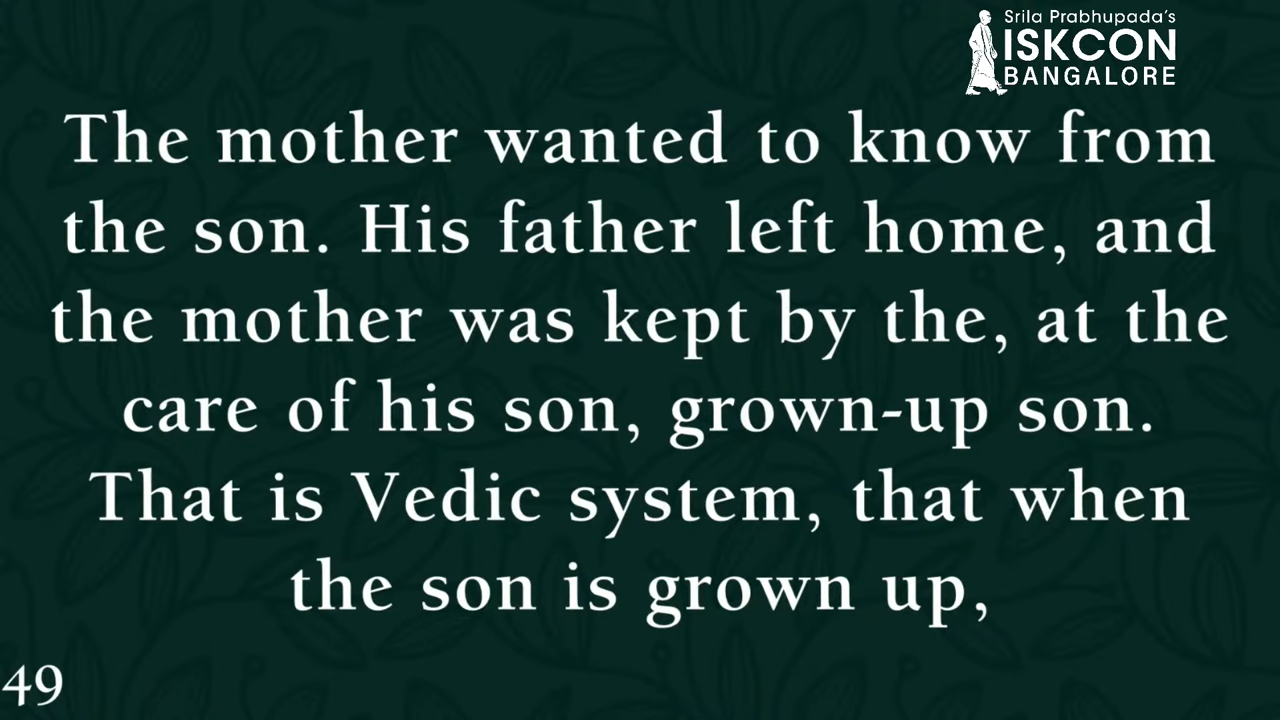 Srila Prabhupada's
ISKCON
BANGALORE
The mother wanted to know from
the son. His father left home, and
the mother was kept by the, at the
care of his son, grown-up son.
That is Vedic system, that when
the son is grown up,
49